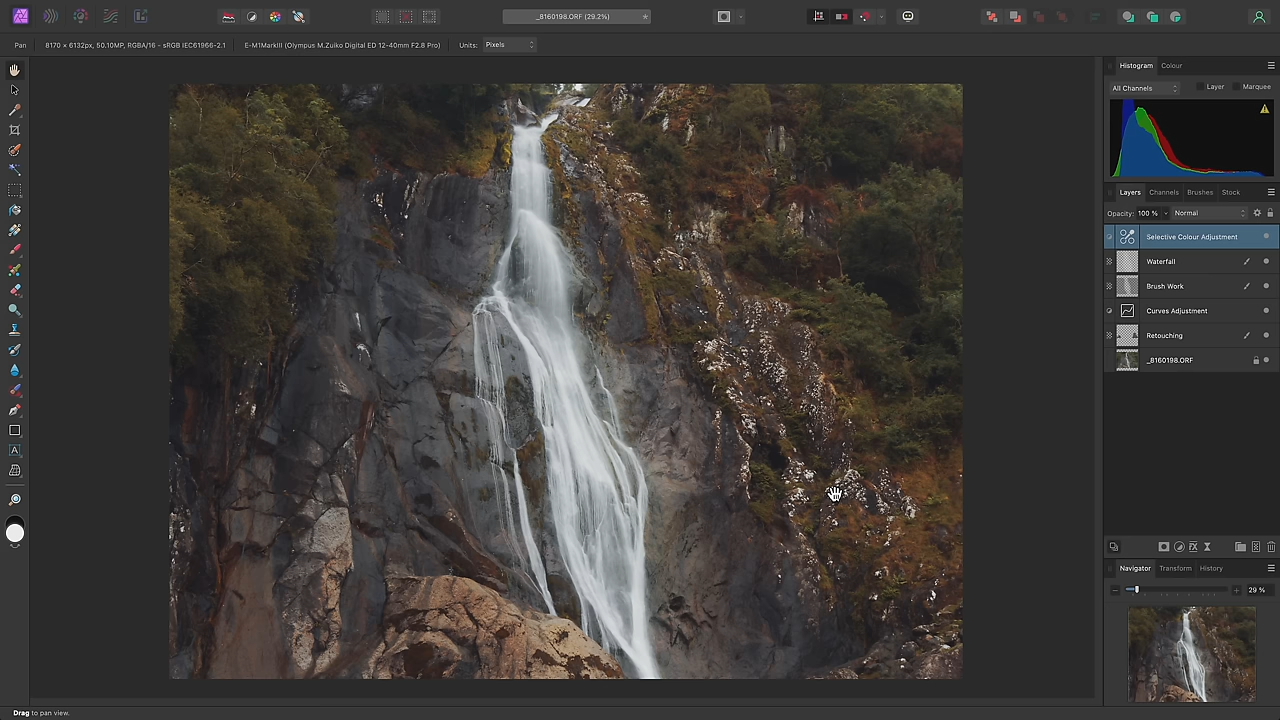 _8160198.ORF (29.2%)
Pan
8170 × 6132px, 50.10MP, RGBA/16 - sRGB IEC61966-2.1
E-M1MarkIII (Olympus M.Zuiko Digital ED 12-40mm F2.8 Pro)
Units:
Pixels
Histogram
Colour
All Channels
Layer
Marquee
Layers
Channels
Brushes
Stock
Opacity:
100 %
Normal
Selective Colour Adjustment
Waterfall
Brush Work
Curves Adjustment
Retouching
_8160198.ORF
Navigator
Transform
History
29 %
Drag to pan view.